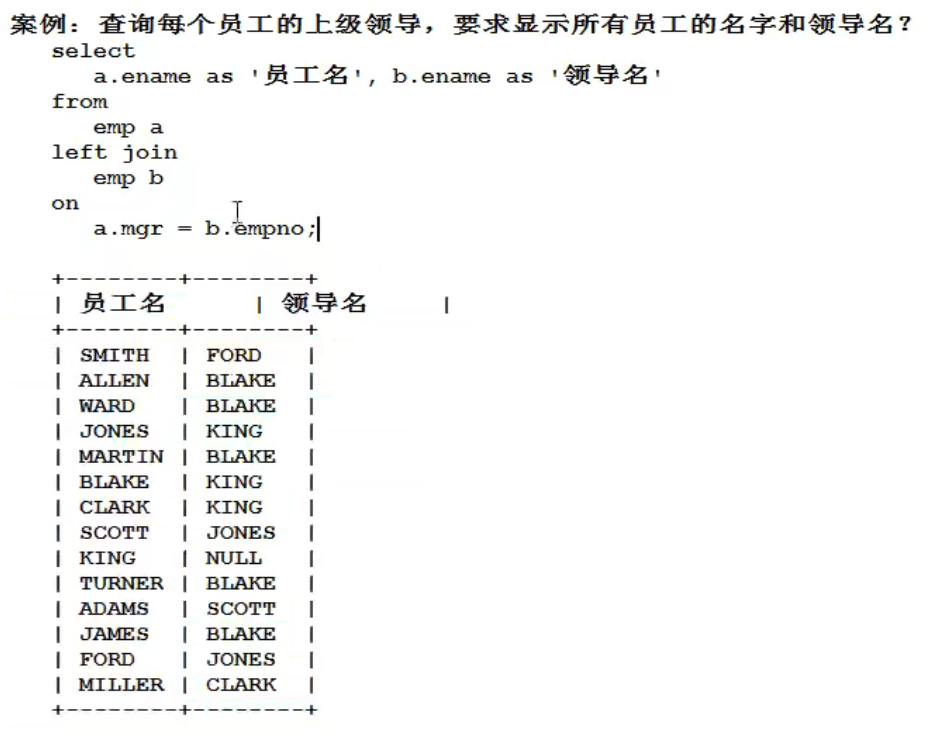 案例：查询每个员工的上级领导，要求显示所有员工的名字和领导名？
select
a.ename as '员工名', b.ename as '领导名'
from
emp a
left join
emp b
on
a.mgr = b.empno;
+--------+--------+
| 员工名 | 领导名 |
+--------+--------+
| SMITH | FORD |
| ALLEN | BLAKE |
| WARD | BLAKE |
| JONES | KING |
| MARTIN | BLAKE |
| BLAKE | KING |
| CLARK | KING |
| SCOTT | JONES |
| KING | NULL |
| TURNER | BLAKE |
| ADAMS | SCOTT |
| JAMES | BLAKE |
| FORD | JONES |
| MILLER | CLARK |
+--------+--------+